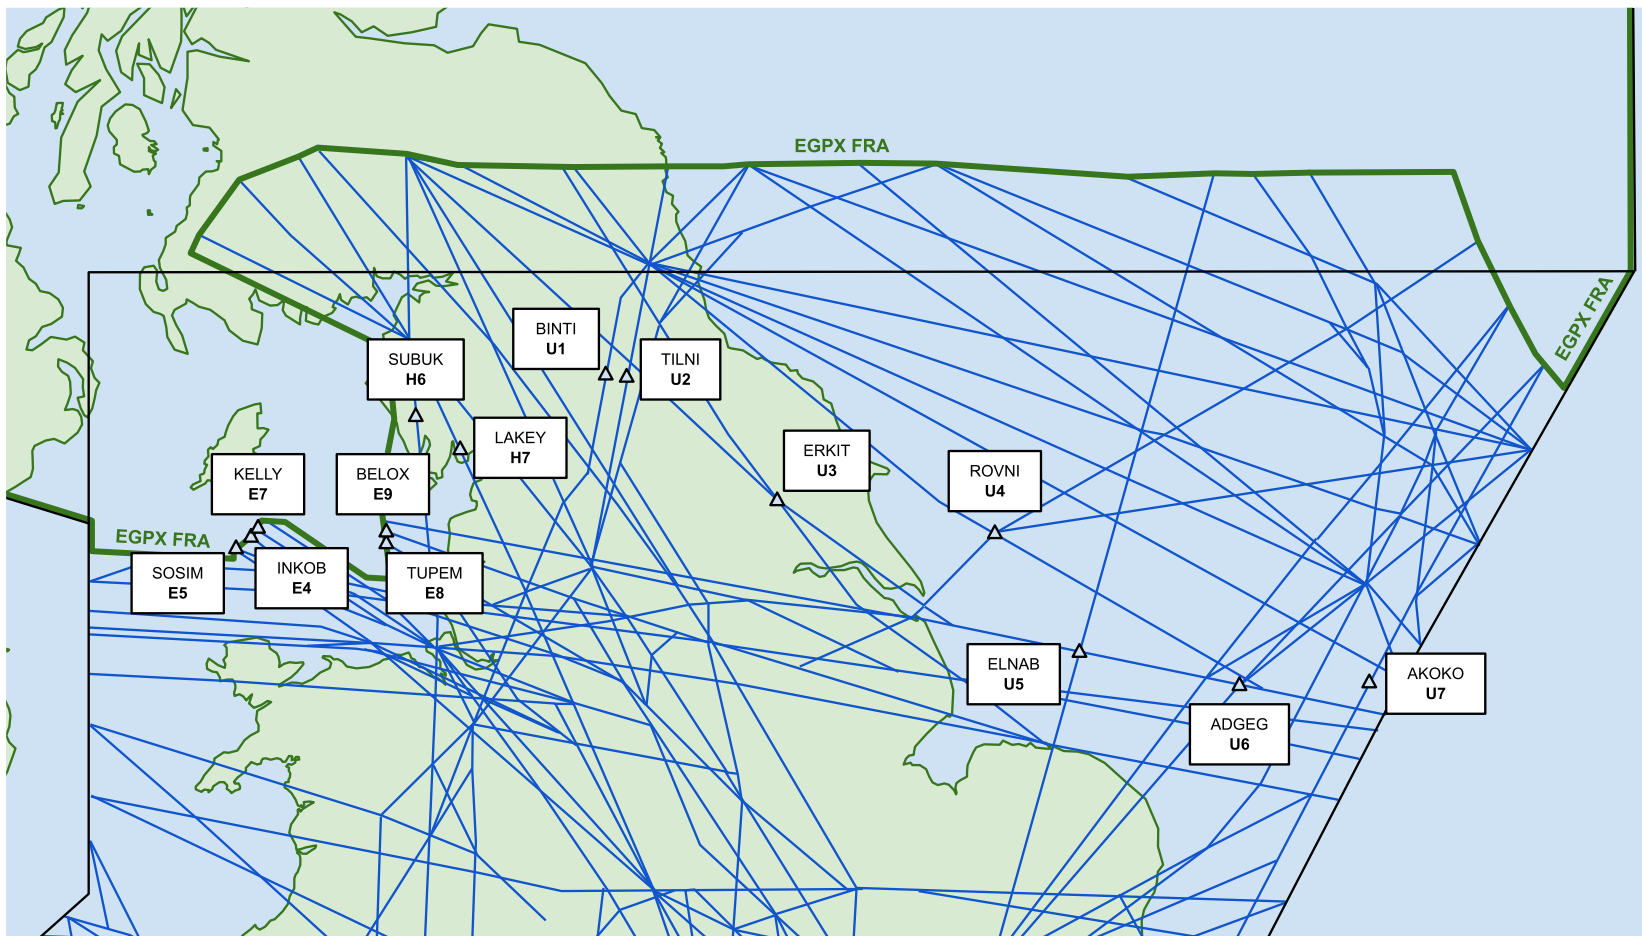 EGPX FRA
EGPX FRA
BINTI
U1
SUBUK
H6
TILNI
U2
LAKEY
H7
ERKIT
U3
ROVNI
U4
KELLY
E7
BELOX
E9
EGPX FRA
SOSIM
E5
INKOB
E4
TUPEM
E8
ELNAB
U5
AKOKO
U7
ADGEG
U6